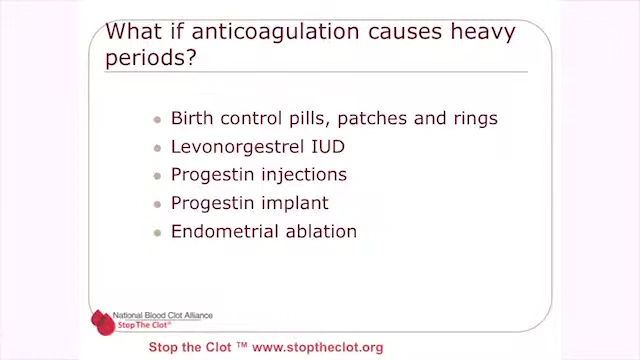 What if anticoagulation causes heavy
periods?
Birth control pills, patches and rings
Levonorgestrel IUD
Progestin injections
Progestin implant
Endometrial ablation
National Blood Clot Alliance
Stop The Clot®
Stop the Clot ™ www.stoptheclot.org